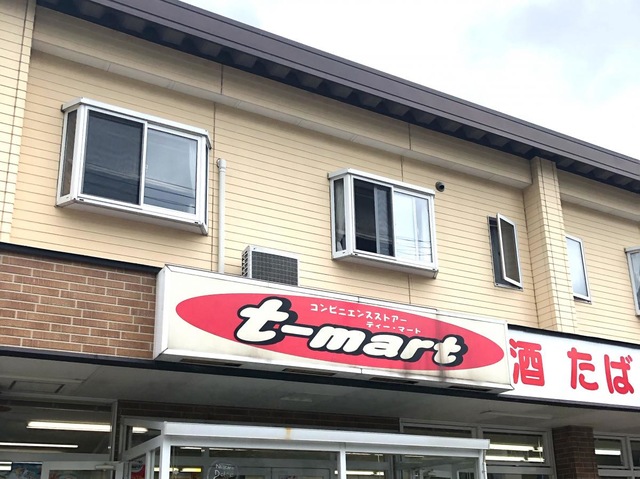 コンビニエンスストアー
ティー・マート
t-mart
酒 たば